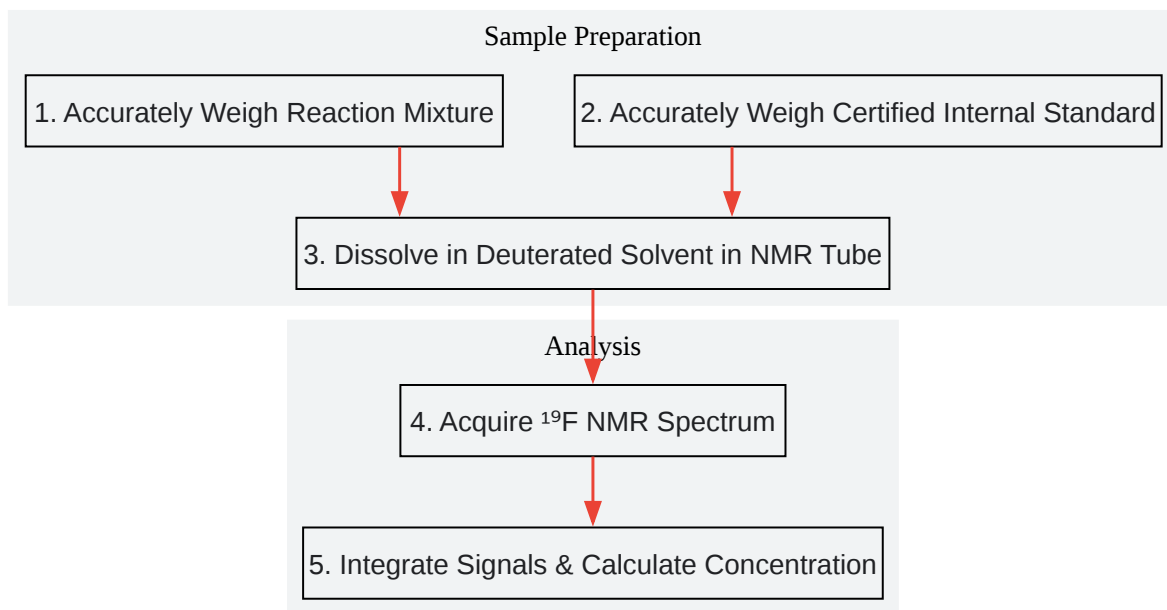 Sample Preparation
1. Accurately Weigh Reaction Mixture
2. Accurately Weigh Certified Internal Standard
3. Dissolve in Deuterated Solvent in NMR Tube
Analysis
4. Acquire ¹⁹F NMR Spectrum
5. Integrate Signals & Calculate Concentration